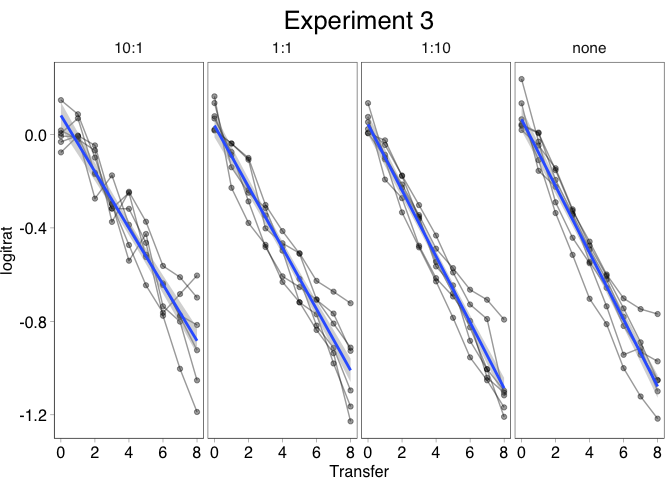 Experiment 3
10:1 1:1 1:10 none
logitrat
0.0
-0.4
-0.8
-1.2
0 2 4 6 8 0 2 4 6 8 0 2 4 6 8 0 2 4 6 8
Transfer